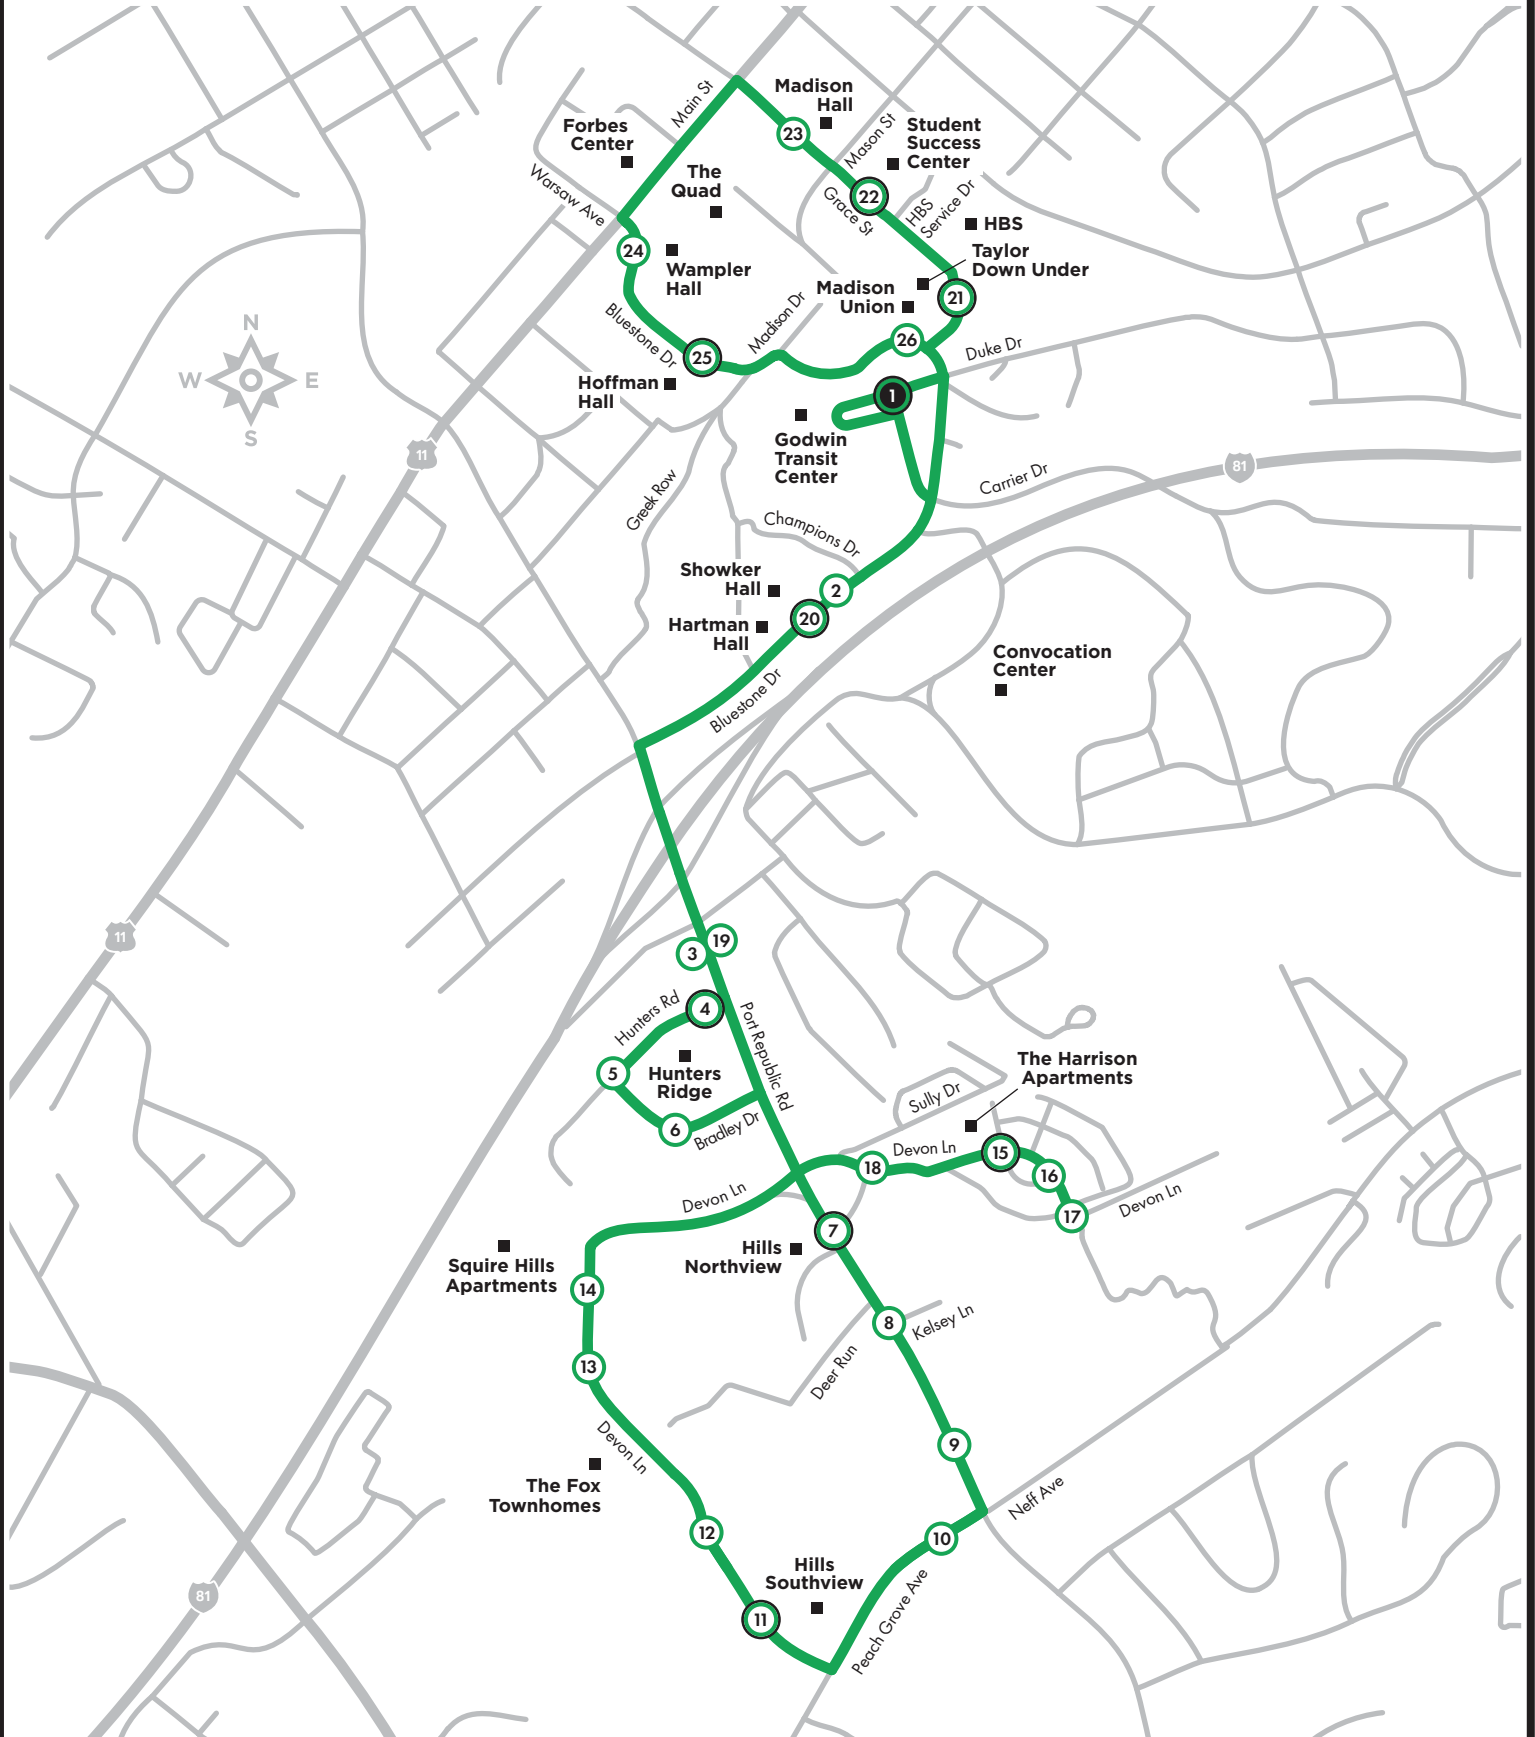 Madison
Hall
Main St
23
Mason St
Student
Success
Center
Forbes
Center
The
Quad
Warsaw Ave
22
Grace St
HBS
Service Dr
HBS
24
Wampler
Hall
Taylor
Down Under
Madison
Union
21
N
W
E
S
Bluestone Dr
Madison Dr
26
Duke Dr
25
Hoffman
Hall
1
Godwin
Transit
Center
11
81
Carrier Dr
Greek Row
Champions Dr
Showker
Hall
2
20
Hartman
Hall
Convocation
Center
Bluestone Dr
11
3
19
Hunters Rd
4
Port Republic Rd
5
Hunters
Ridge
6
Bradley Dr
The Harrison
Apartments
Sully Dr
Devon Ln
15
18
16
17
Devon Ln
Devon Ln
7
Hills
Northview
Squire Hills
Apartments
14
8
Kelsey Ln
13
Deer Run
Devon Ln
9
The Fox
Townhomes
Neff Ave
12
10
Hills
Southview
81
11
Peach Grove Ave